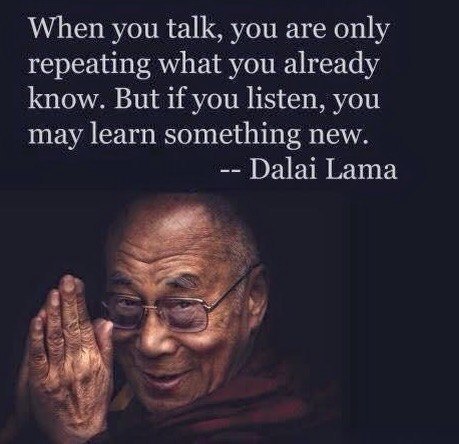 When you talk, you are only
repeating what you already
know. But if you listen, you
may learn something new.
-- Dalai Lama